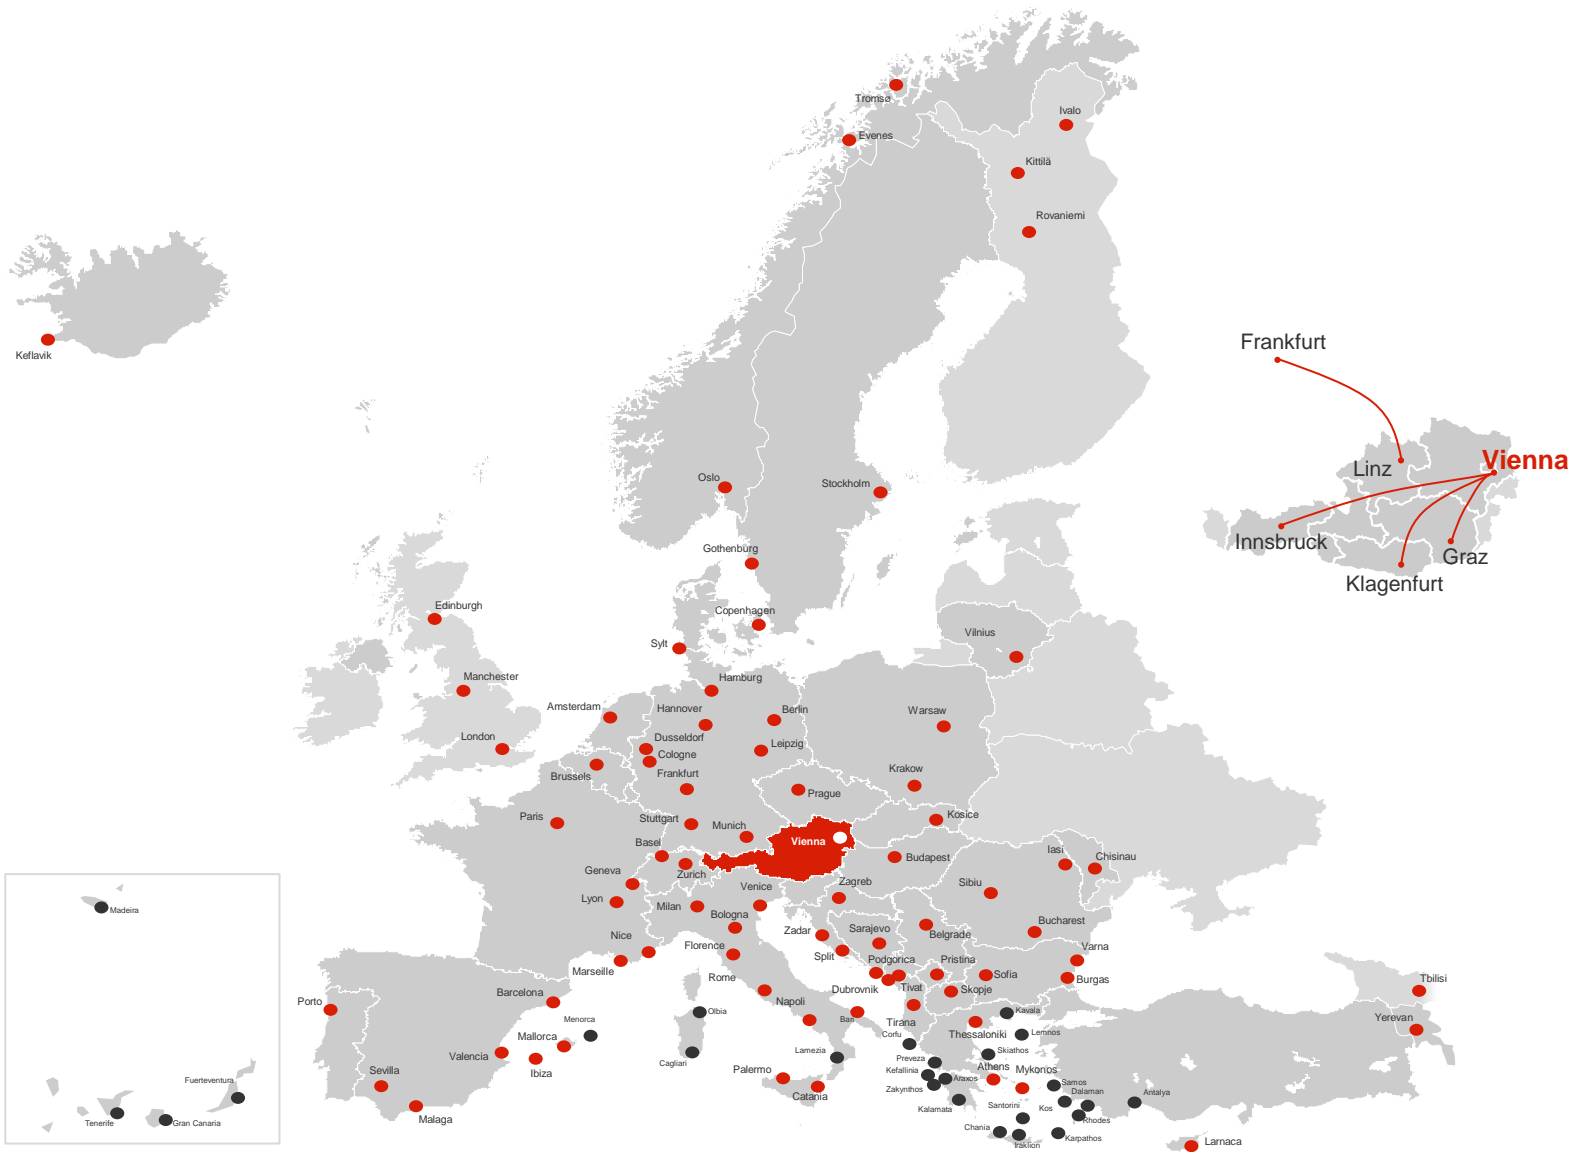 Tromsø
Ivalo
Evenes
Kittilä
Rovaniemi
Keflavik
Frankfurt
Vienna
Linz
Innsbruck
Graz
Klagenfurt
Oslo
Stockholm
Gothenburg
Edinburgh
Copenhagen
Sylt
Vilnius
Manchester
Hamburg
Amsterdam
Hannover
Berlin
Warsaw
London
Dusseldorf
Leipzig
Cologne
Brussels
Frankfurt
Krakow
Prague
Paris
Stuttgart
Munich
Kosice
Vienna
Basel
Budapest
Iasi
Chisinau
Geneva
Zurich
Venice
Zagreb
Sibiu
Lyon
Milan
Bologna
Madeira
Bucharest
Zadar
Sarajevo
Belgrade
Nice
Florence
Split
Varna
Marseille
Podgorica
Pristina
Sofia
Burgas
Rome
Dubrovnik
Tivat
Skopje
Tbilisi
Porto
Barcelona
Napoli
Olbia
Menorca
Bari
Tirana
Kavala
Yerevan
Mallorca
Corfu
Thessaloniki
Lemnos
Valencia
Cagliari
Lamezia
Preveza
Skiathos
Ibiza
Sevilla
Kefallinia
Araxos
Athens
Mykonos
Fuerteventura
Palermo
Zakynthos
Samos
Dalaman
Antalya
Catania
Kalamata
Santorini
Kos
Rhodes
Tenerife
Gran Canaria
Malaga
Chania
Iraklion
Karpathos
Larnaca